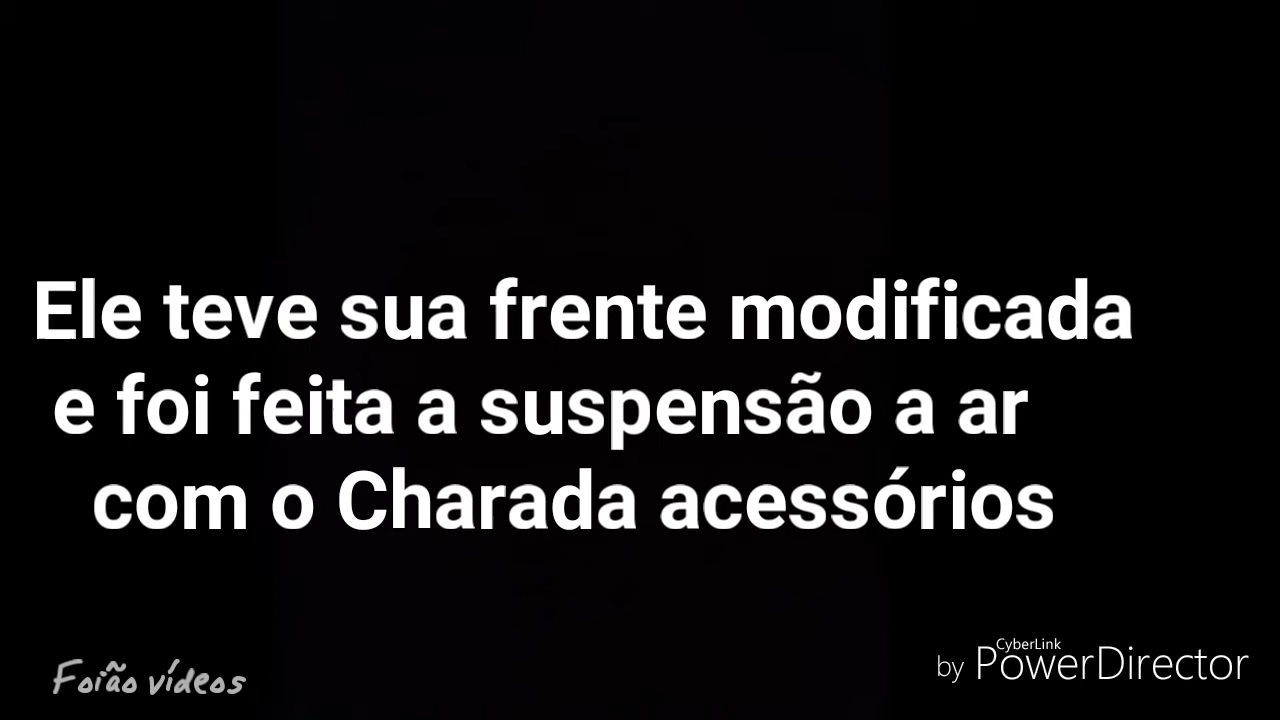 Ele teve sua frente modificada
e foi feita a suspensão a ar
com o Charada acessórios
Foião vídeos
by CyberLink PowerDirector